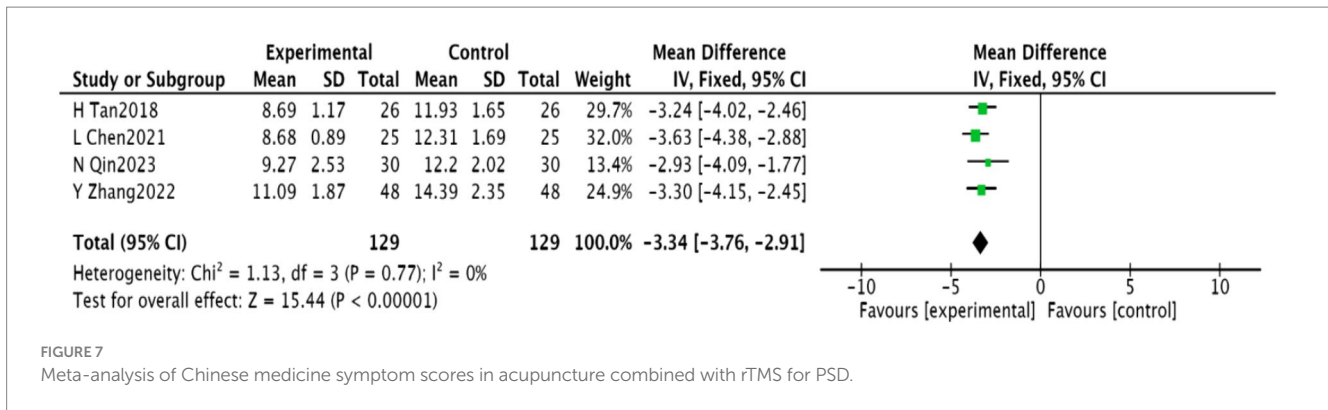 Experimental Control Mean Difference Mean Difference
Study or Subgroup Mean SD Total Mean SD Total Weight IV, Fixed, 95% CI IV, Fixed, 95% CI
H Tan2018 8.69 1.17 26 11.93 1.65 26 29.7% −3.24 [−4.02, −2.46]
L Chen2021 8.68 0.89 25 12.31 1.69 25 32.0% −3.63 [−4.38, −2.88]
N Qin2023 9.27 2.53 30 12.2 2.02 30 13.4% −2.93 [−4.09, −1.77]
Y Zhang2022 11.09 1.87 48 14.39 2.35 48 24.9% −3.30 [−4.15, −2.45]
Total (95% CI) 129 129 100.0% −3.34 [−3.76, −2.91]
Heterogeneity: Chi² = 1.13, df = 3 (P = 0.77); I² = 0%
Test for overall effect: Z = 15.44 (P < 0.00001)
−10 −5 0 5 10
Favours [experimental] Favours [control]
FIGURE 7
Meta-analysis of Chinese medicine symptom scores in acupuncture combined with rTMS for PSD.